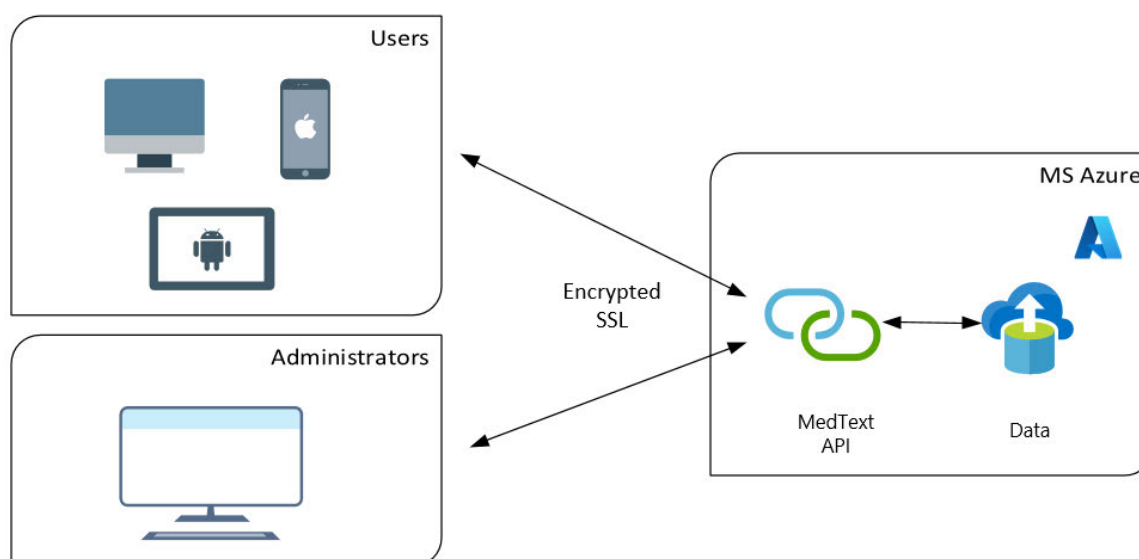 Users
MS Azure
Encrypted
SSL
Administrators
MedText
API
Data